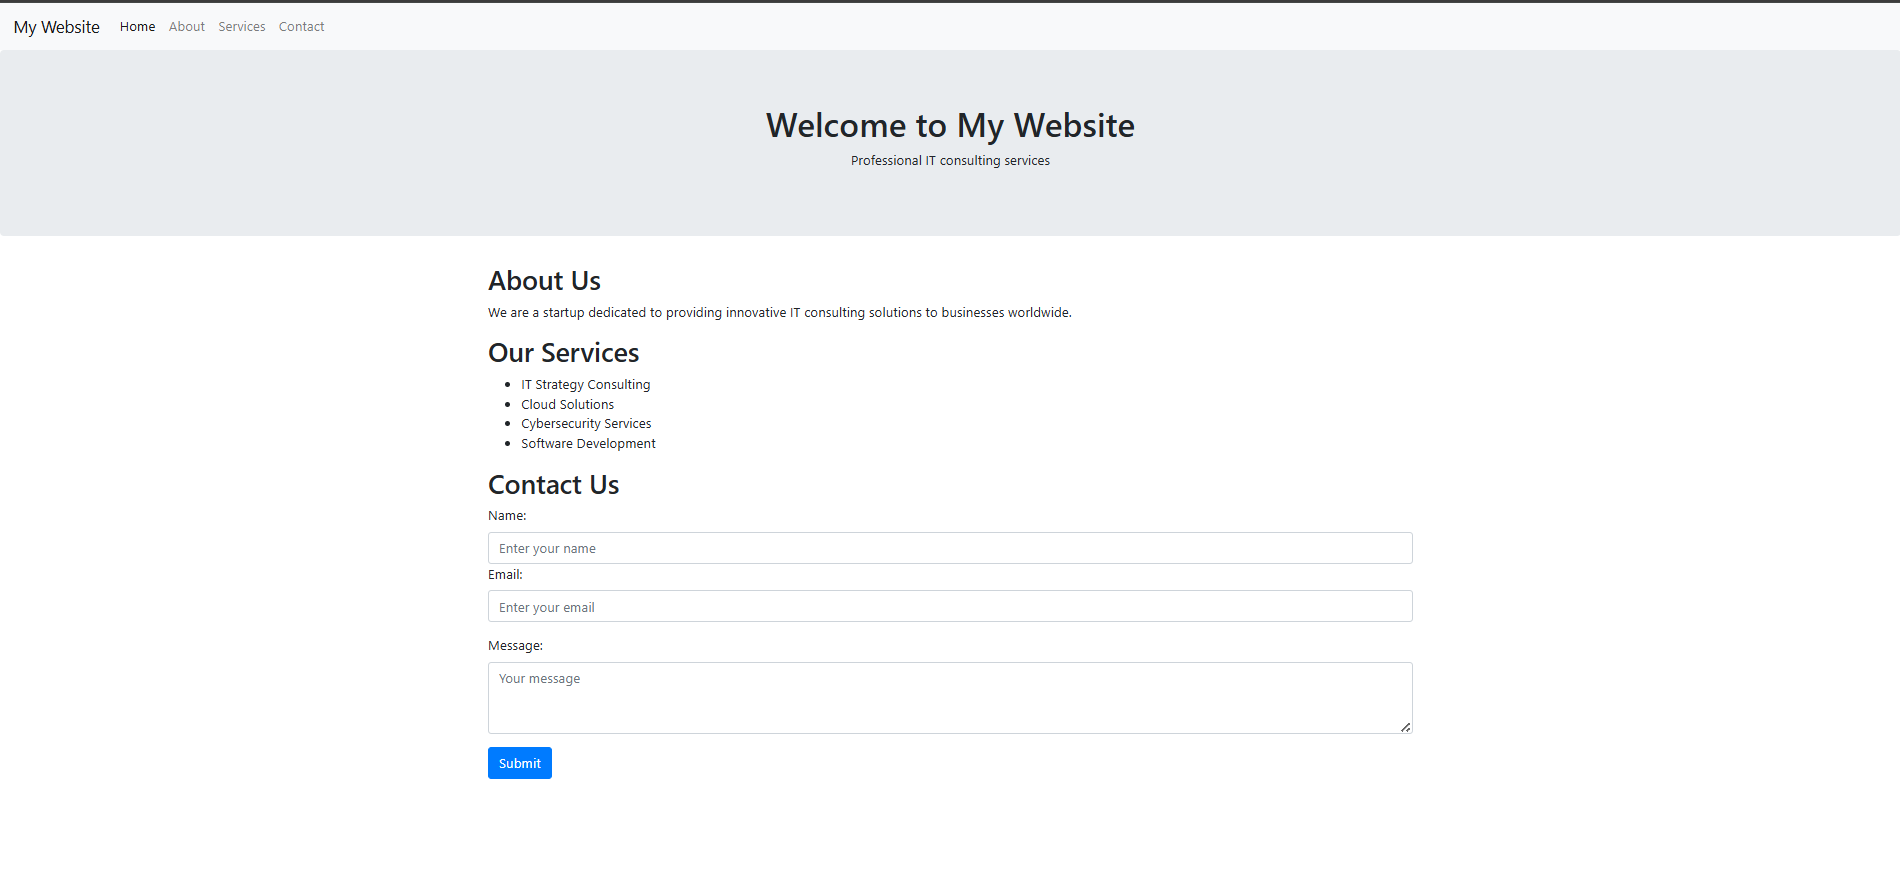 My Website Home About Services Contact
Welcome to My Website
Professional IT consulting services
About Us
We are a startup dedicated to providing innovative IT consulting solutions to businesses worldwide.
Our Services
IT Strategy Consulting
Cloud Solutions
Cybersecurity Services
Software Development
Contact Us
Name:
Enter your name
Email:
Enter your email
Message:
Your message
Submit